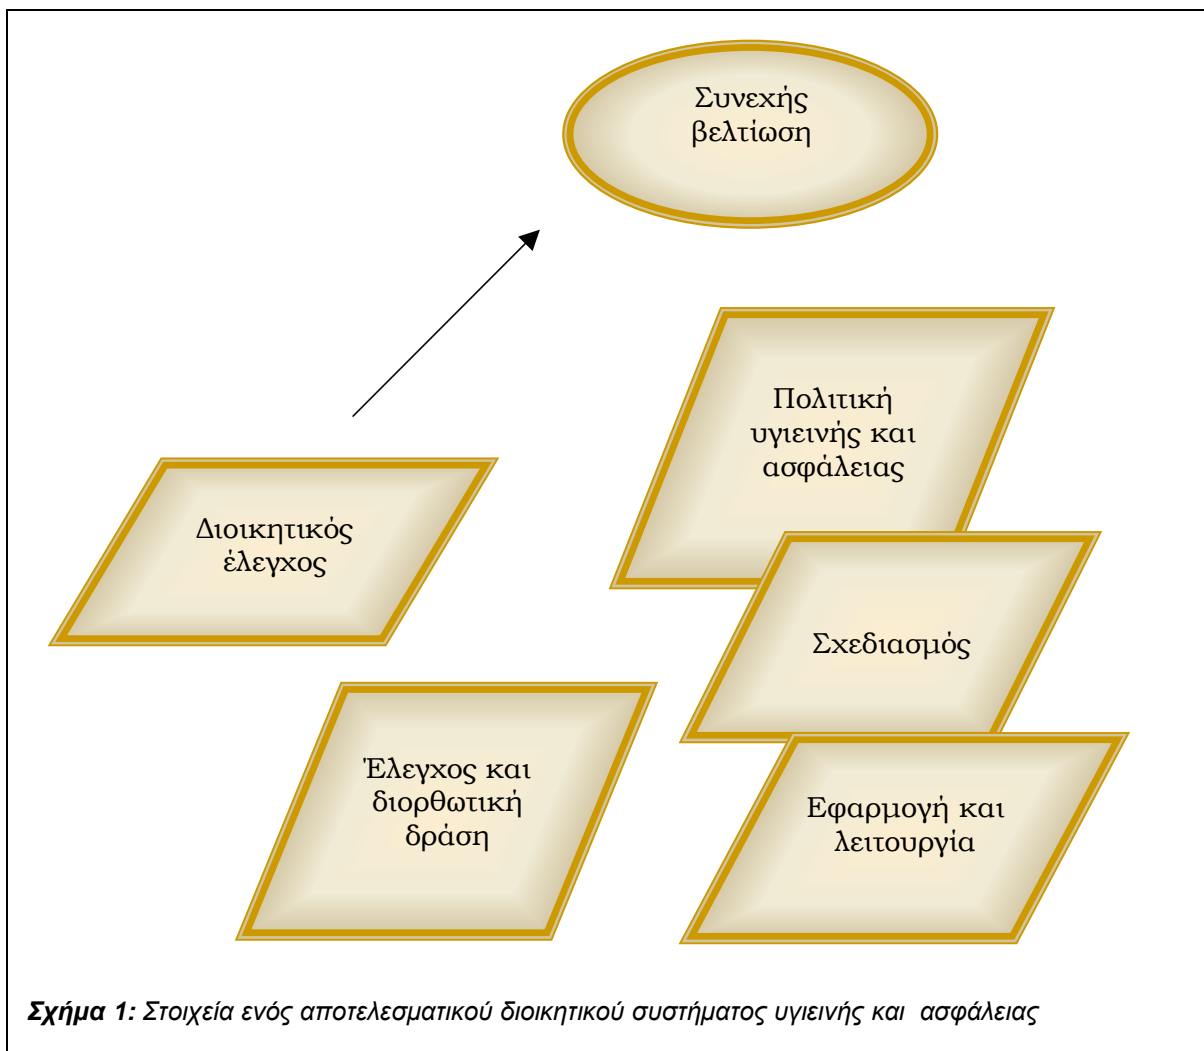 Συνεχής
βελτίωση
Πολιτική
υγιεινής και
ασφάλειας
Διοικητικός
έλεγχος
Σχεδιασμός
Έλεγχος και
διορθωτική
δράση
Εφαρμογή και
λειτουργία
Σχήμα 1: Στοιχεία ενός αποτελεσματικού διοικητικού συστήματος υγιεινής και ασφάλειας